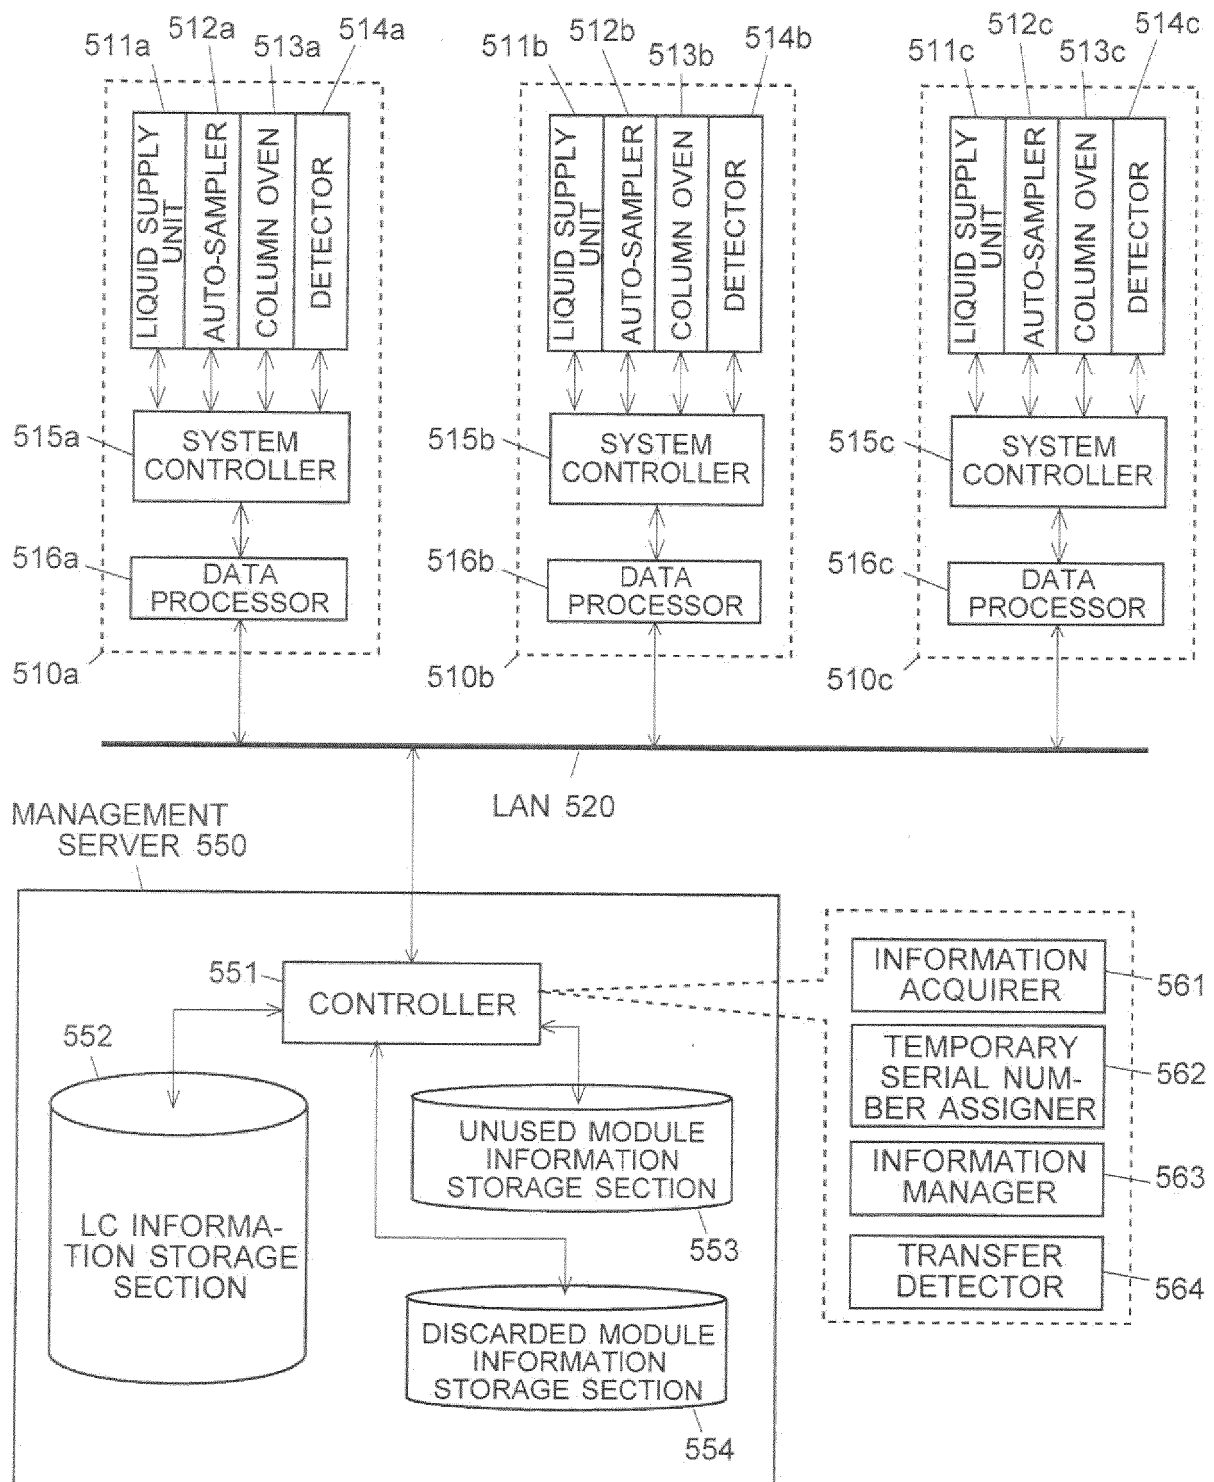 511a
512a
513a
514a
LIQUID SUPPLY
UNIT
AUTO-SAMPLER
COLUMN OVEN
DETECTOR
515a
SYSTEM
CONTROLLER
516a
DATA
PROCESSOR
510a
511b
512b
513b
514b
LIQUID SUPPLY
UNIT
AUTO-SAMPLER
COLUMN OVEN
DETECTOR
515b
SYSTEM
CONTROLLER
516b
DATA
PROCESSOR
510b
511c
512c
513c
514c
LIQUID SUPPLY
UNIT
AUTO-SAMPLER
COLUMN OVEN
DETECTOR
515c
SYSTEM
CONTROLLER
516c
DATA
PROCESSOR
510c
LAN 520
MANAGEMENT
SERVER 550
551
CONTROLLER
552
LC INFORMA-
TION STORAGE
SECTION
UNUSED MODULE
INFORMATION
STORAGE SECTION
553
DISCARDED MODULE
INFORMATION
STORAGE SECTION
554
INFORMATION
ACQUIRER
561
TEMPORARY
SERIAL NUM-
BER ASSIGNER
562
INFORMATION
MANAGER
563
TRANSFER
DETECTOR
564